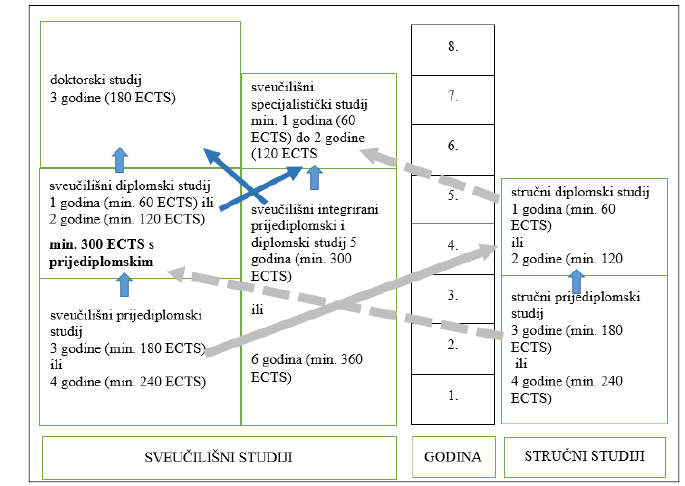 doktorski studij
3 godine (180 ECTS)
sveučilišni
specijalistički studij
min. 1 godina (60
ECTS) do 2 godine
(120 ECTS
sveučilišni diplomski studij
1 godina (min. 60 ECTS) ili
2 godine (min. 120 ECTS)
min. 300 ECTS s
prijediplomskim
sveučilišni integrirani
prijediplomski i
diplomski studij 5
godina (min. 300
ECTS)
ili
6 godina (min. 360
ECTS)
sveučilišni prijediplomski
studij
3 godine (min. 180 ECTS)
ili
4 godine (min. 240 ECTS)
8.
7.
6.
5.
4.
3.
2.
1.
stručni diplomski studij
1 godina (min. 60
ECTS)
ili
2 godine (min. 120
stručni prijediplomski
studij
3 godine (min. 180
ECTS)
ili
4 godine (min. 240
ECTS)
SVEUČILIŠNI STUDIJI
GODINA
STRUČNI STUDIJI